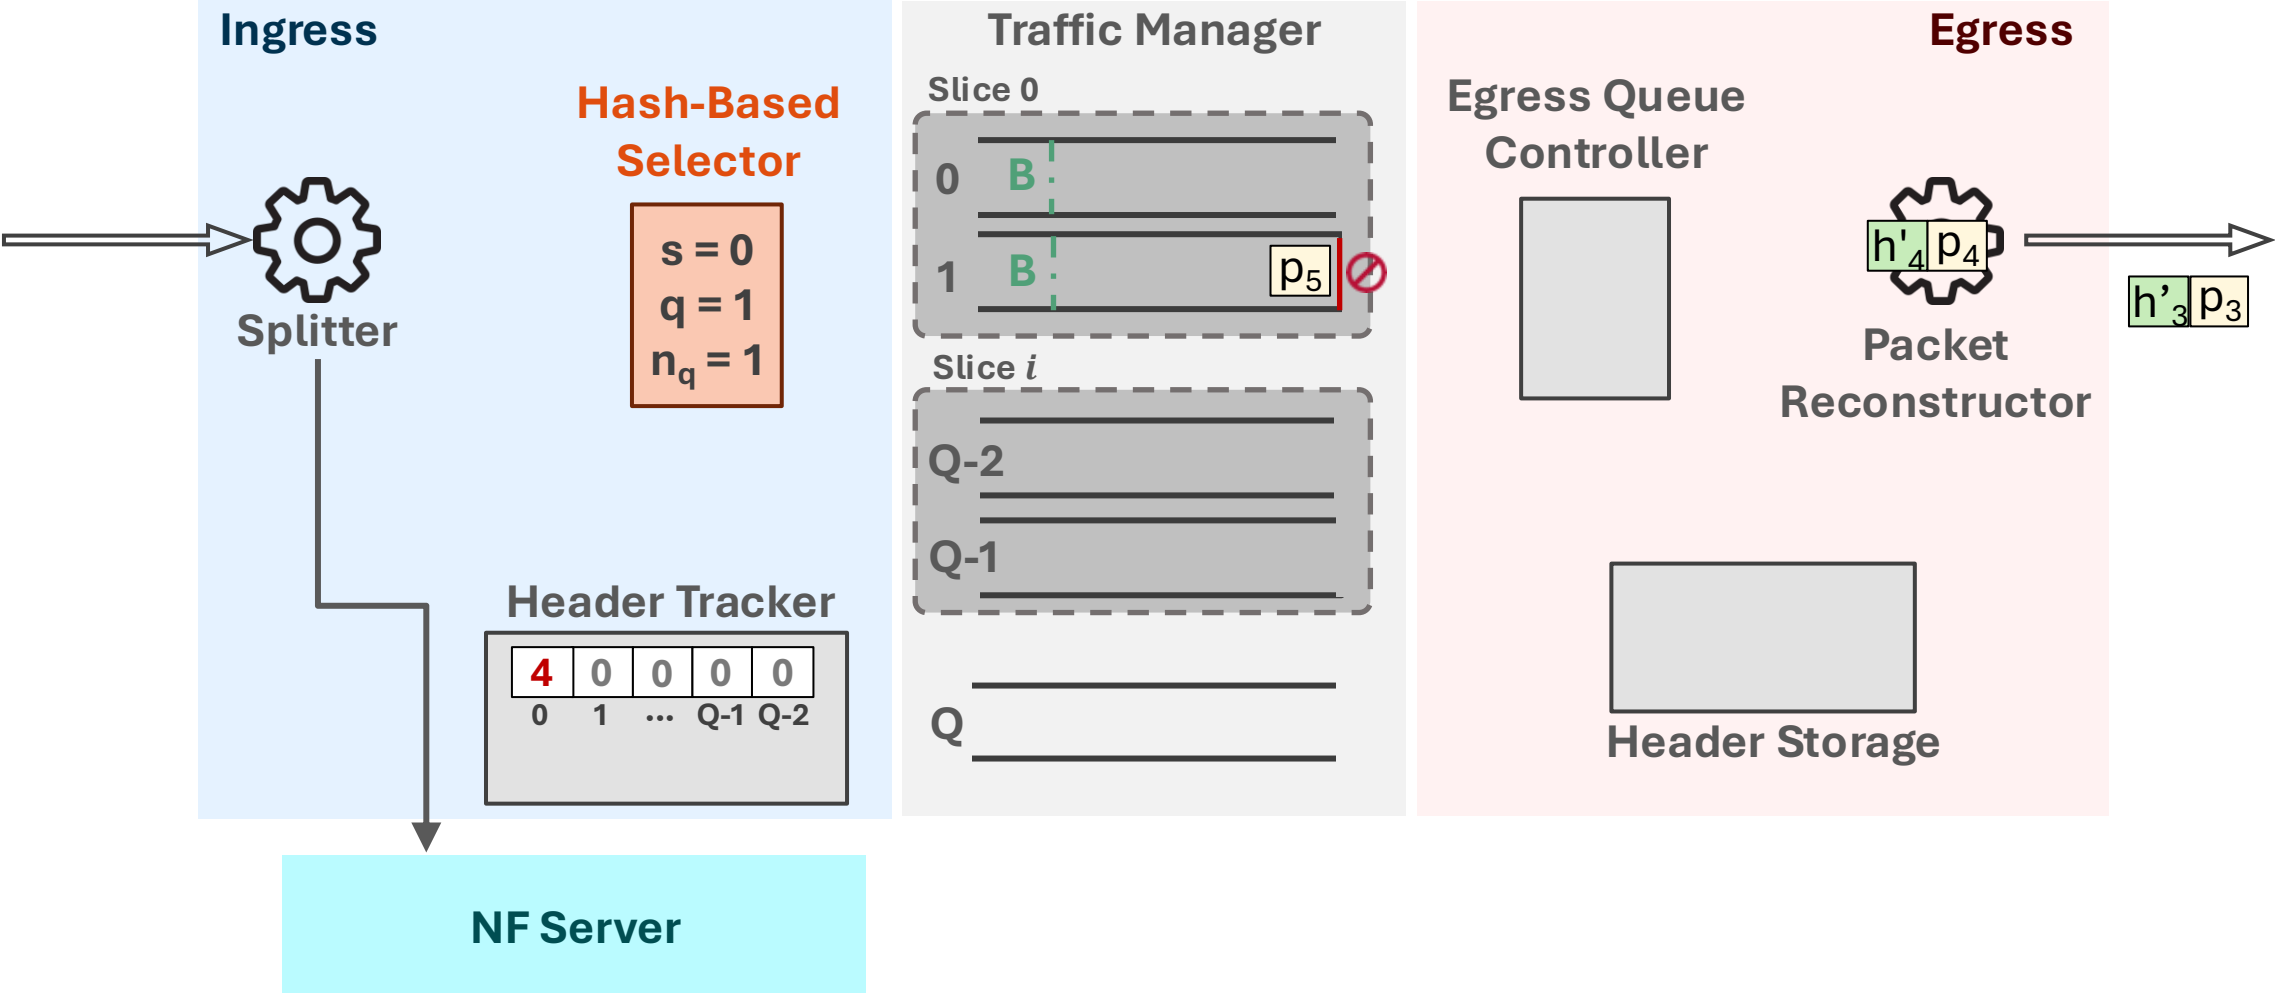 Ingress
Hash-Based
Selector
s = 0
q = 1
nq = 1
Splitter
Header Tracker
4 0 0 0 0
0 1 ... Q-1 Q-2
NF Server
Traffic Manager
Slice 0
0 B
1 B p5
Slice i
Q-2
Q-1
Q
Egress
Egress Queue
Controller
h'4 p4
h’3 p3
Packet
Reconstructor
Header Storage